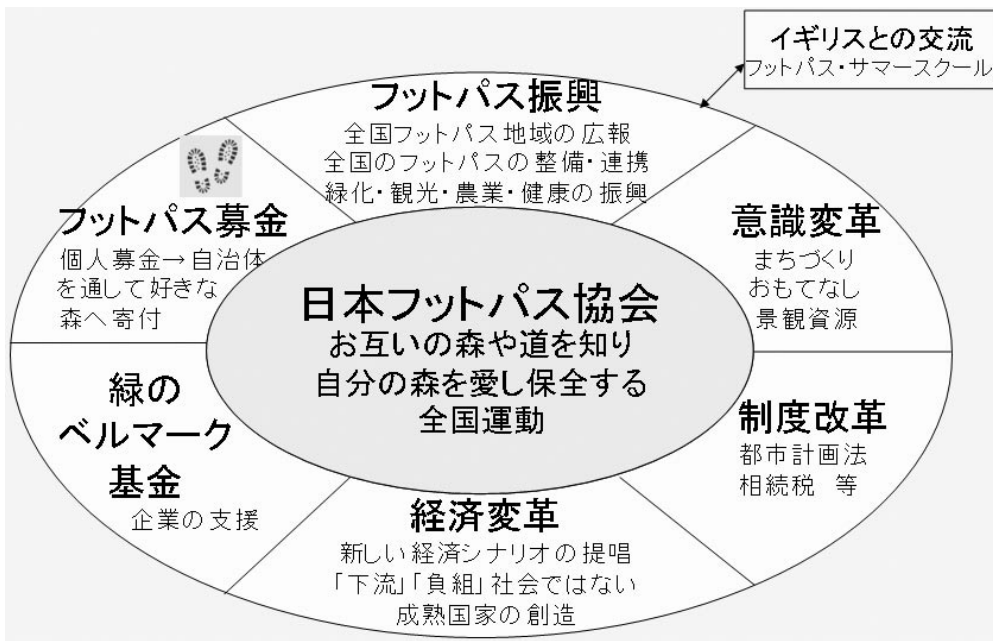 イギリスとの交流
フットパス・サマースクール
フットパス振興
全国フットパス地域の広報
全国のフットパスの整備・連携
緑化・観光・農業・健康の振興
フットパス募金
個人募金→自治体
を通して好きな
森へ寄付
意識変革
まちづくり
おもてなし
景観資源
日本フットパス協会
お互いの森や道を知り
自分の森を愛し保全する
全国運動
緑の
ベルマーク
基金
企業の支援
制度改革
都市計画法
相続税 等
経済変革
新しい経済シナリオの提唱
「下流」「負組」社会ではない
成熟国家の創造